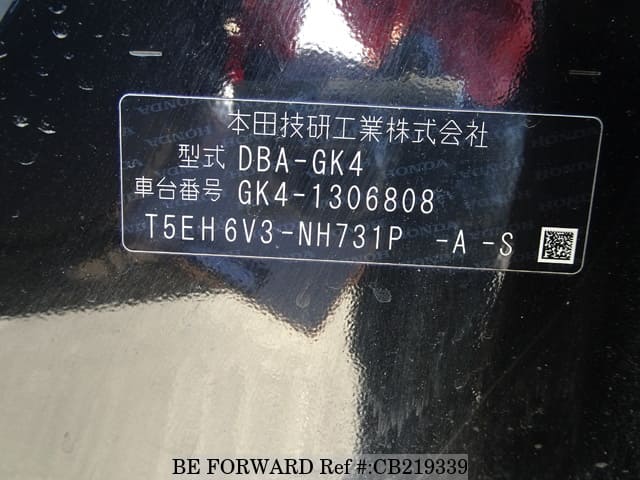 本田技研工業株式会社
型式 DBA-GK4
車台番号 GK4-1306808
T5EH6V3-NH731P -A -S
BE FORWARD Ref #:CB219339